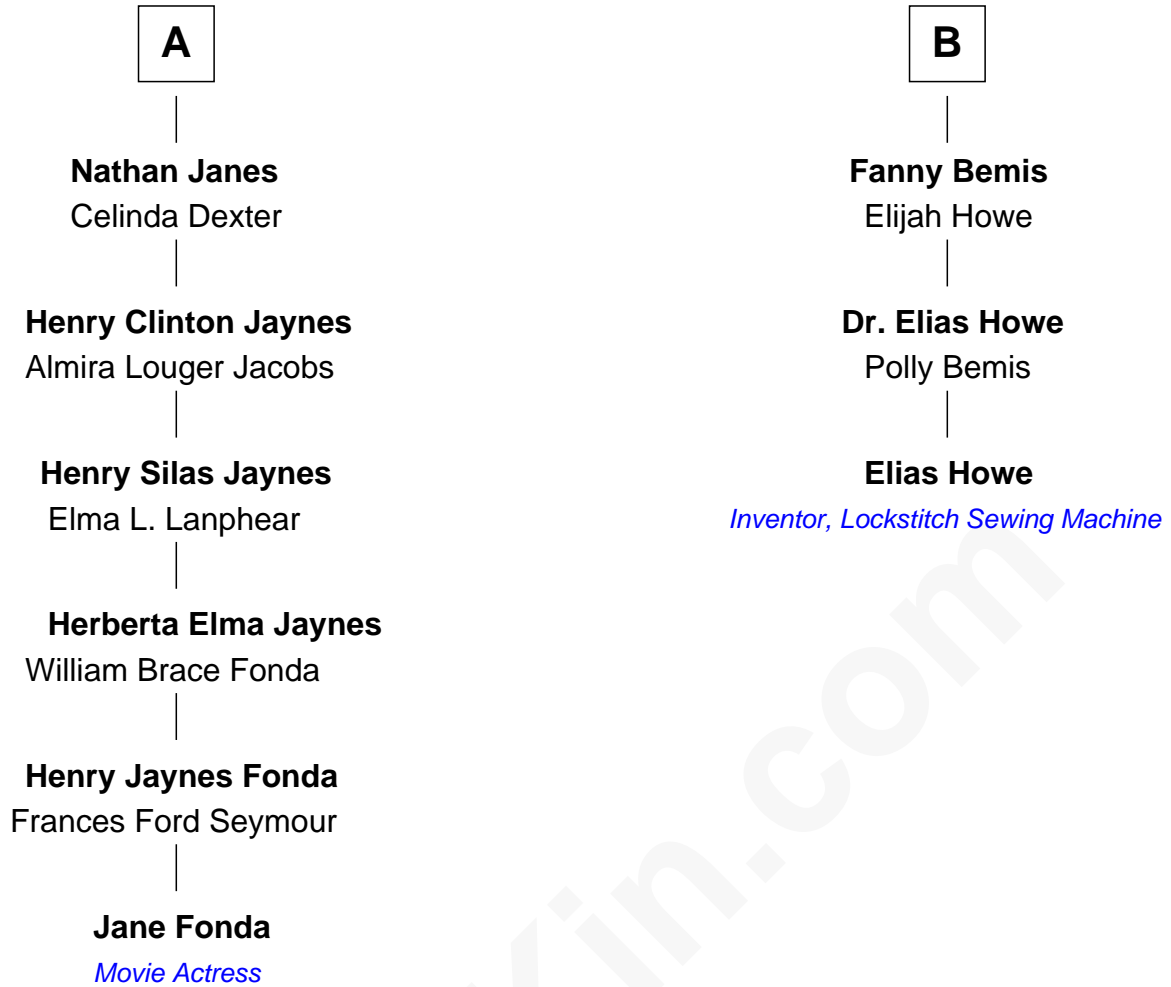 A
Nathan Janes
Celinda Dexter
Henry Clinton Jaynes
Almira Louger Jacobs
Henry Silas Jaynes
Elma L. Lanphear
Herberta Elma Jaynes
William Brace Fonda
Henry Jaynes Fonda
Frances Ford Seymour
Jane Fonda
Movie Actress
B
Fanny Bemis
Elijah Howe
Dr. Elias Howe
Polly Bemis
Elias Howe
Inventor, Lockstitch Sewing Machine